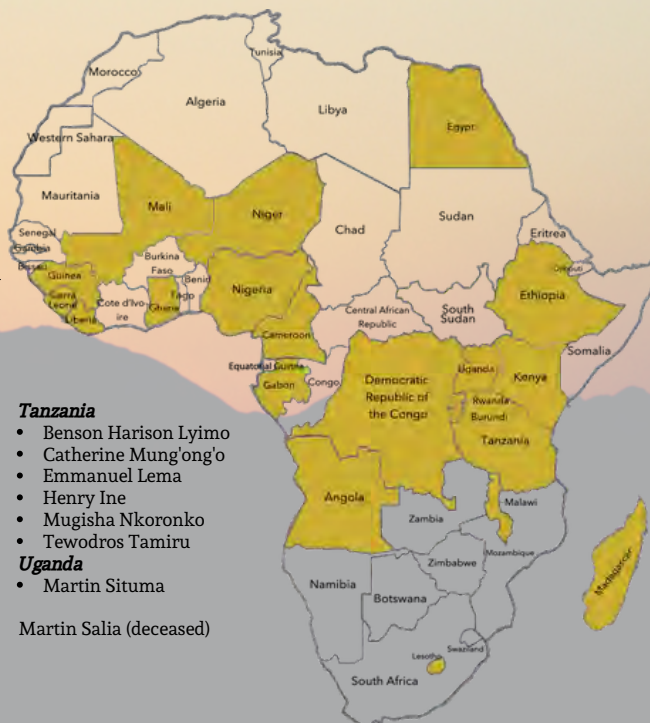 Tunisia
Morocco
Algeria
Libya
Egypt
Western Sahara
Mauritania
Mali
Niger
Chad
Sudan
Eritrea
Senegal
Gambia
Bissau
Guinea
Burkina
Faso
Benin
Nigeria
Djibouti
Ethiopia
Sierra
Leone
Liberia
Cote d'Ivo-
ire
Ghana
Togo
Central African
Republic
South
Sudan
Cameroon
Somalia
Equatorial Guinea
Gabon
Congo
Democratic
Republic of
the Congo
Uganda
Kenya
Rwanda
Burundi
Tanzania
Tanzania
• Benson Harison Lyimo
• Catherine Mung'ong'o
• Emmanuel Lema
• Henry Ine
• Mugisha Nkoronko
• Tewodros Tamiru
Uganda
• Martin Situma
Martin Salia (deceased)
Angola
Zambia
Malawi
Mozambique
Zimbabwe
Madagascar
Namibia
Botswana
Swaziland
Lesotho
South Africa